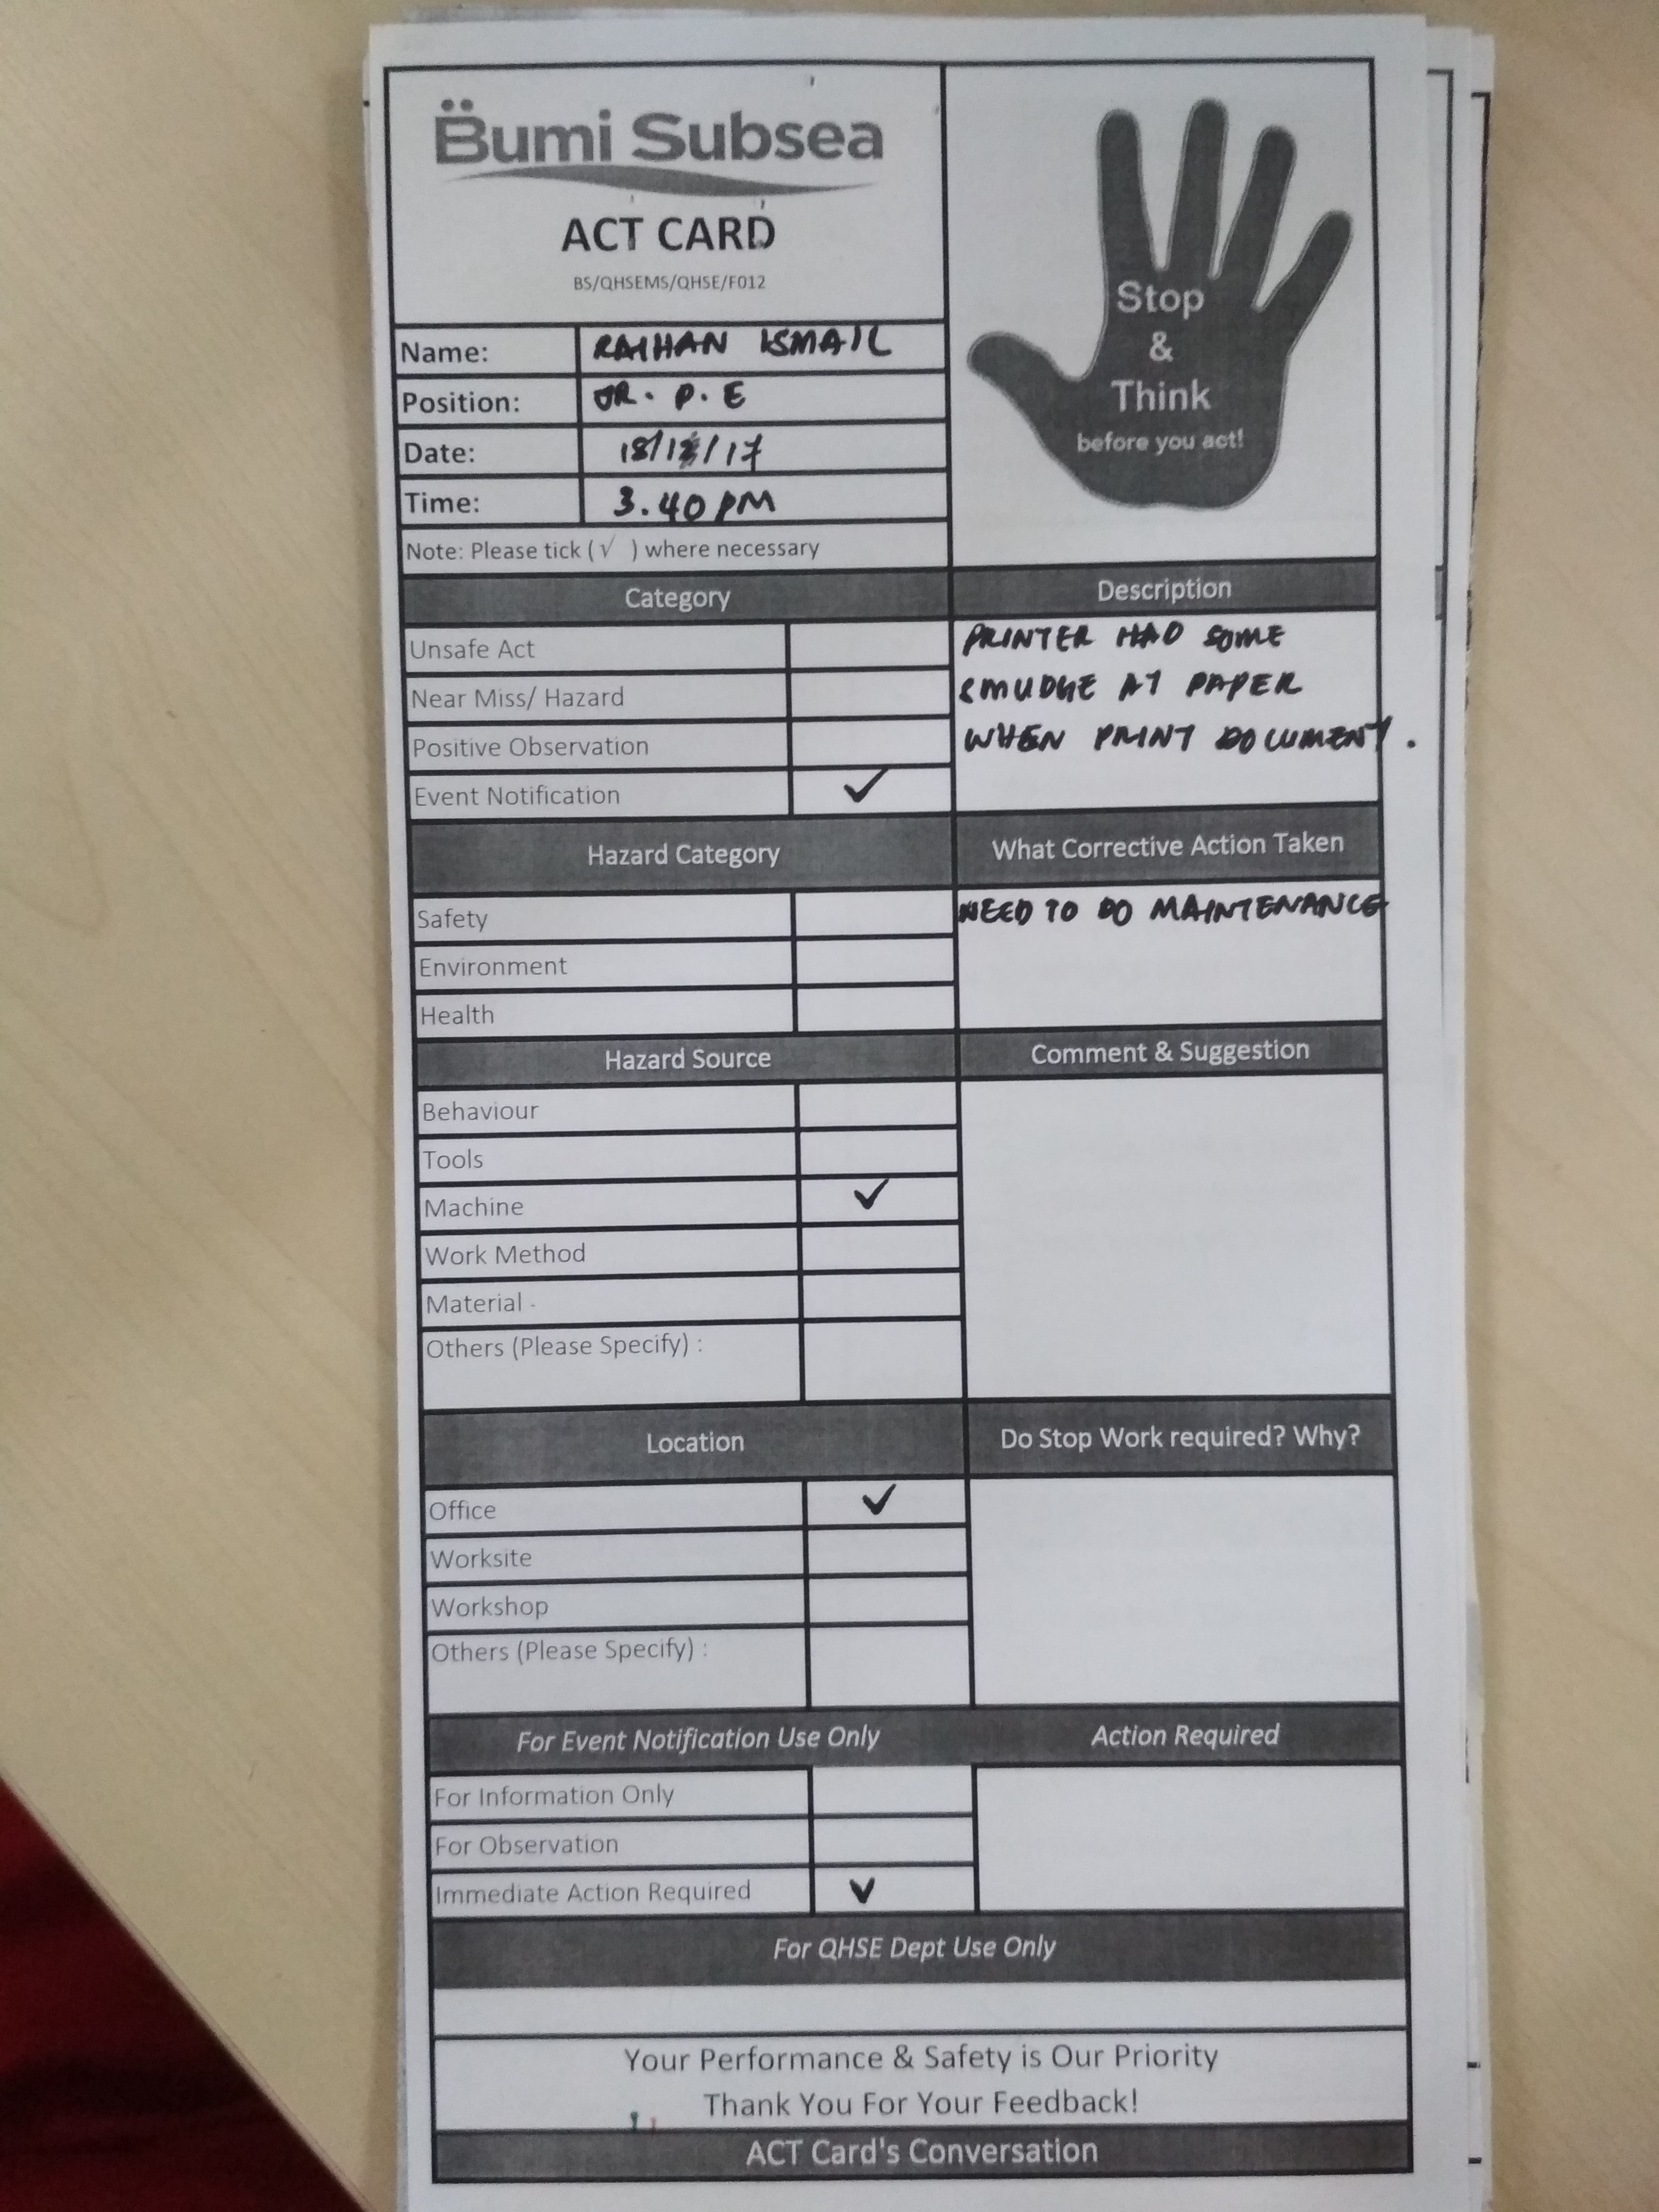 Bumi Subsea
ACT CARD
BS/QHSEMS/QHSE/F012
Stop
&
Think
before you act!
Name: RAIHAN ISMAIL
Position: JR. P.E
Date: 18/12/17
Time: 3.40 PM
Note: Please tick (√ ) where necessary
Category
Unsafe Act
Near Miss/ Hazard
Positive Observation
Event Notification ✓
Description
PRINTER HAD SOME
SMUDGE AT PAPER
WHEN PRINT DOCUMENT.
Hazard Category
Safety
Environment
Health
What Corrective Action Taken
NEED TO DO MAINTENANCE
Hazard Source
Behaviour
Tools
Machine ✓
Work Method
Material
Others (Please Specify) :
Comment & Suggestion
Location
Office ✓
Worksite
Workshop
Others (Please Specify) :
Do Stop Work required? Why?
For Event Notification Use Only
For Information Only
For Observation
Immediate Action Required ✓
Action Required
For QHSE Dept Use Only
Your Performance & Safety is Our Priority
Thank You For Your Feedback!
ACT Card's Conversation